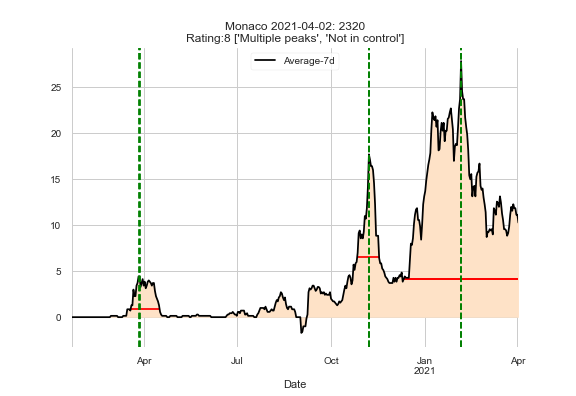 Monaco 2021-04-02: 2320
Rating:8 ['Multiple peaks', 'Not in control']
Average-7d
25
20
15
10
5
0
Apr
Jul
Oct
Jan
2021
Apr
Date